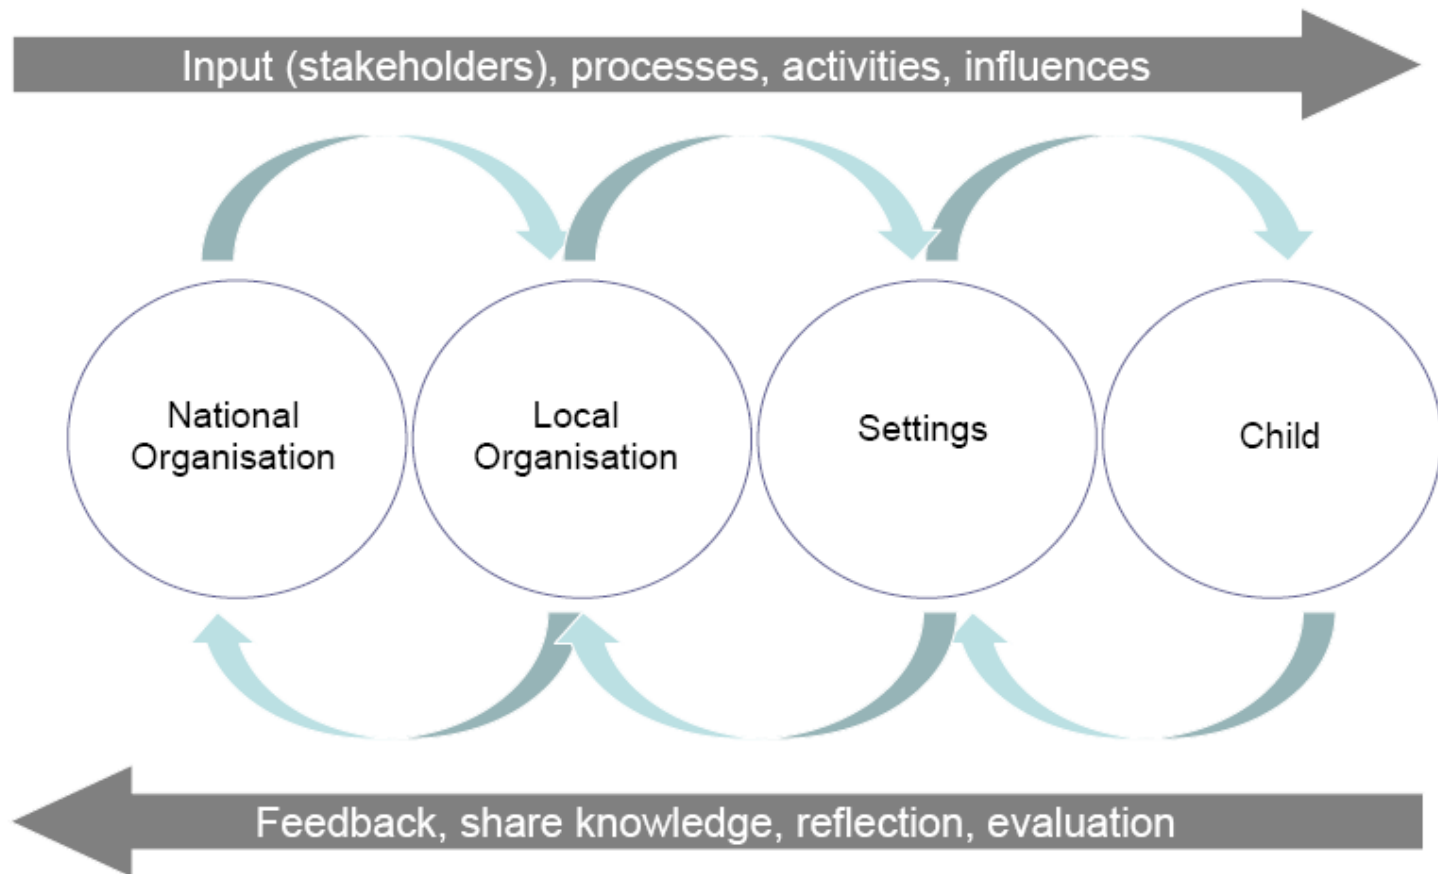 Input (stakeholders), processes, activities, influences
National
Organisation
Local
Organisation
Settings
Child
Feedback, share knowledge, reflection, evaluation